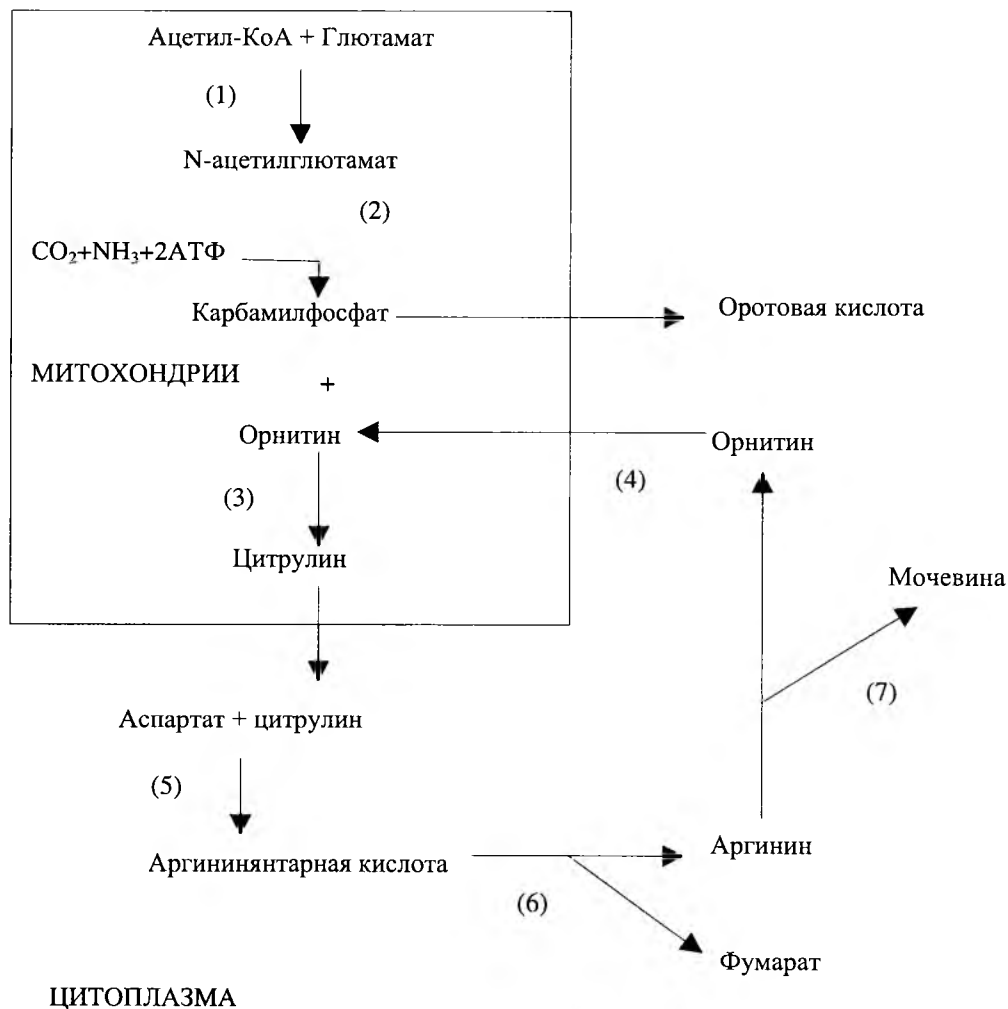 Ацетил-КоА + Глютамат
(1)
N-ацетилглютамат
(2)
CO₂+NH₃+2АТФ
Карбамилфосфат
Оротовая кислота
МИТОХОНДРИИ
+
Орнитин
Орнитин
(4)
(3)
Цитрулин
Мочевина
(7)
Аспартат + цитрулин
(5)
Аргининянтарная кислота
Аргинин
(6)
Фумарат
ЦИТОПЛАЗМА